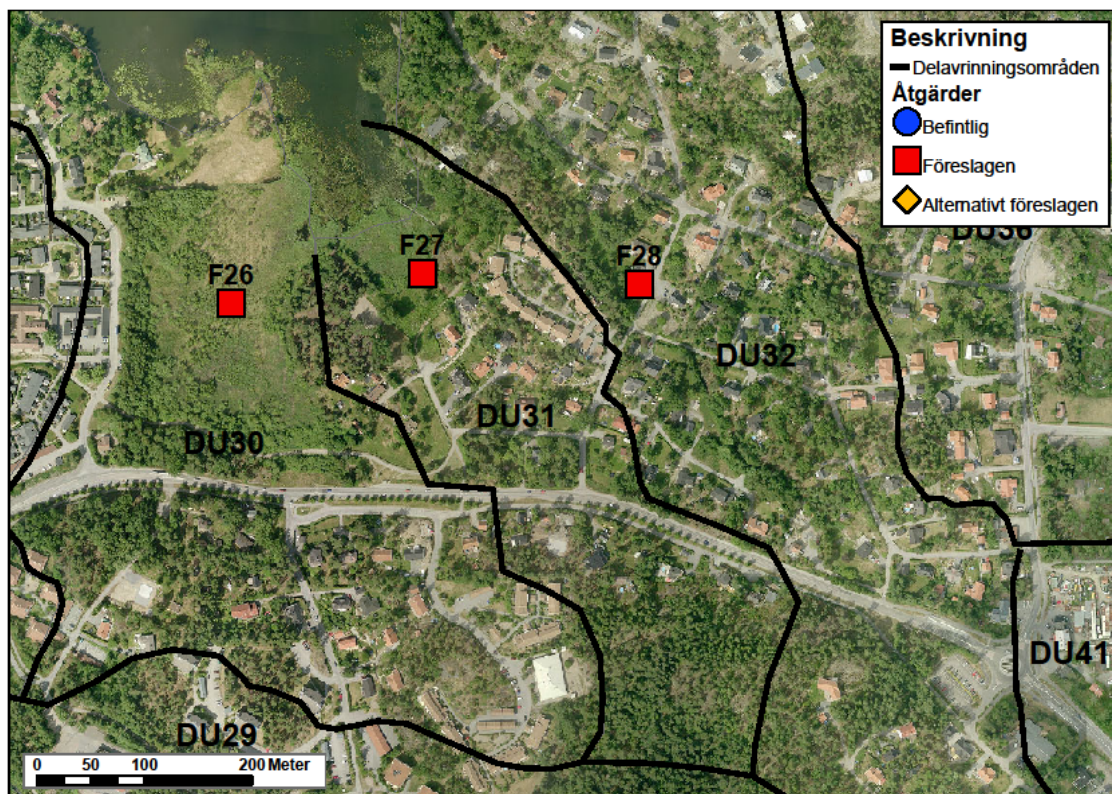 Beskrivning
Delavrinningsområden
Åtgärder
Befintlig
Föreslagen
Alternativt föreslagen
DU36
F26
F27
F28
DU32
DU31
DU30
DU41
DU29
0 50 100 200 Meter